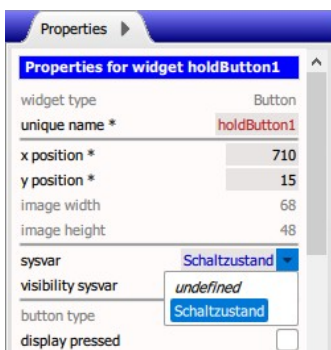 Properties
Properties for widget holdButton1
widget type Button
unique name * holdButton1
x position * 710
y position * 15
image width 68
image height 48
sysvar Schaltzustand
visibility sysvar undefined
button type Schaltzustand
display pressed